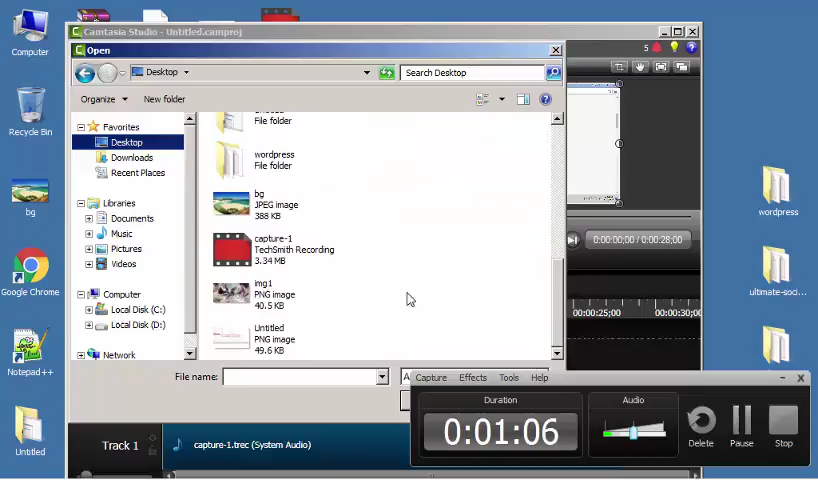 Computer
Recycle Bin
bg
Google Chrome
Notepad++
Untitled
Camtasia Studio - Untitled.camproj
5
Open
Desktop
Search Desktop
Organize
New folder
Favorites
Desktop
Downloads
Recent Places
Libraries
Documents
Music
Pictures
Videos
Computer
Local Disk (C:)
Local Disk (D:)
Network
File folder
wordpress
File folder
bg
JPEG image
388 KB
capture-1
TechSmith Recording
3.34 MB
img1
PNG image
40.5 KB
Untitled
PNG image
49.6 KB
File name:
0:00:00;00 / 0:00:28;00
00:00:25;00
00:00:30;0
wordpress
ultimate-soci...
Track 1
capture-1.trec (System Audio)
Capture
Effects
Tools
Help
Duration
0:01:06
Audio
Delete
Pause
Stop